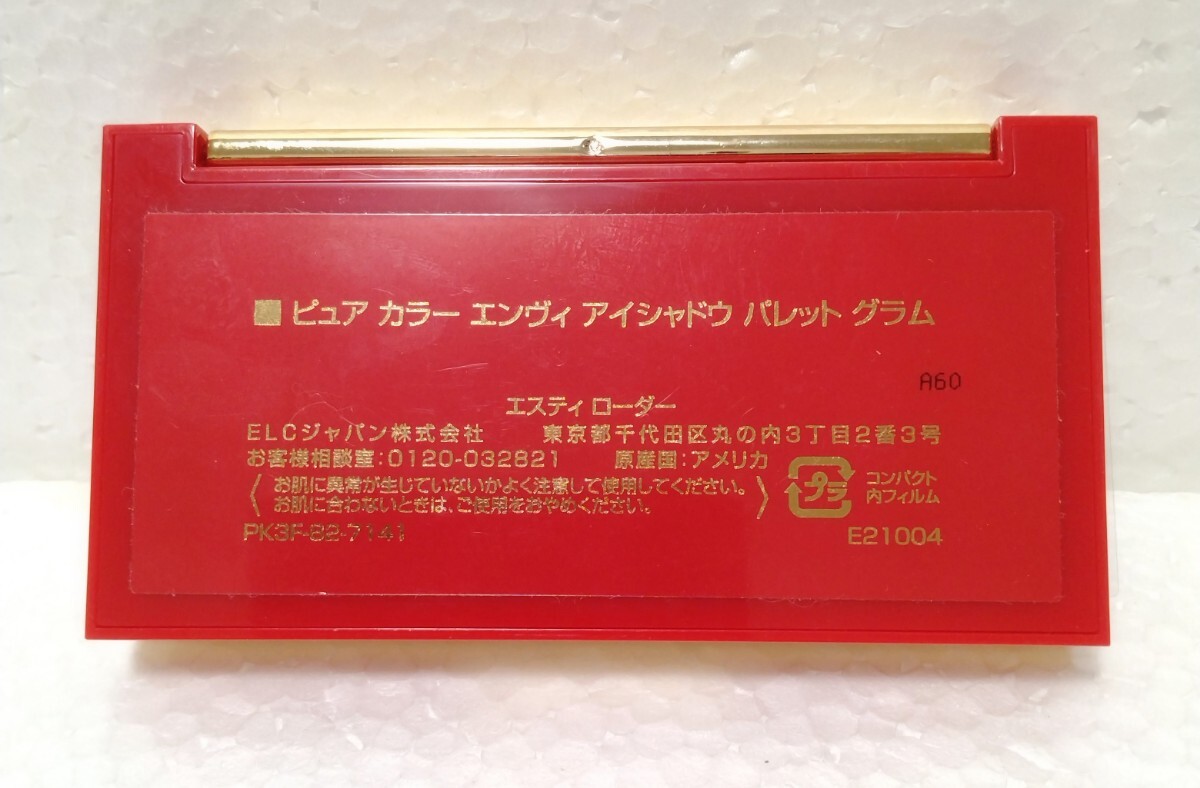 ■ピュア カラー エンヴィ アイシャドウ パレット グラム
A60
エスティ ローダー
ELCジャパン株式会社 東京都千代田区丸の内3丁目2番3号
お客様相談室:0120-032821 原産国:アメリカ
お肌に異常が生じていないかよく注意して使用してください。
お肌に合わないときは、ご使用をおやめください。
プラ
コンパクト
内フィルム
PK3F-82-7141 E21004